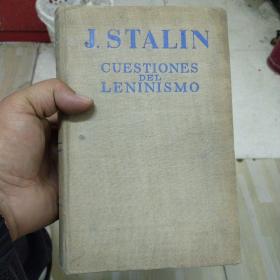 J. STALIN
CUESTIONES
DEL
LENINISMO